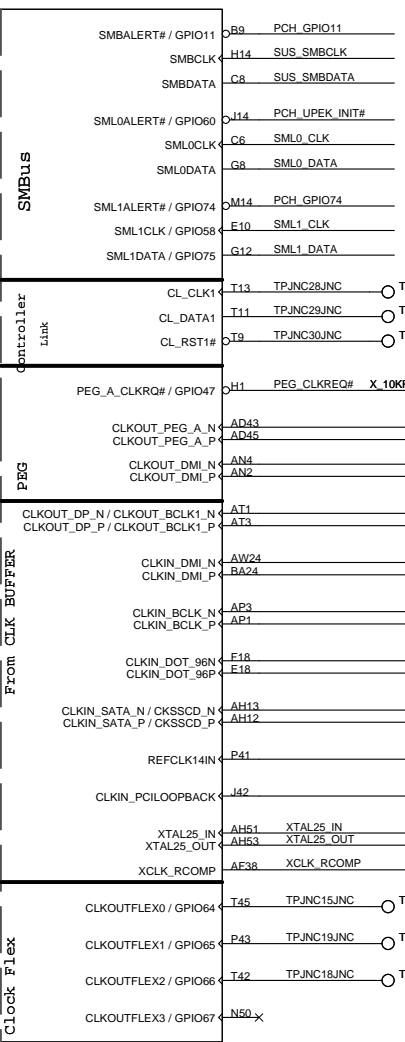 SMBus
SMBALERT# / GPIO11 B9 PCH_GPIO11
SMBCLK H14 SUS_SMBCLK
SMBDATA C8 SUS_SMBDATA
SML0ALERT# / GPIO60 J14 PCH_UPEK_INIT#
SML0CLK C6 SML0_CLK
SML0DATA G8 SML0_DATA
SML1ALERT# / GPIO74 M14 PCH_GPIO74
SML1CLK / GPIO58 E10 SML1_CLK
SML1DATA / GPIO75 G12 SML1_DATA
Controller
Link
CL_CLK1 T13 TPJNC28JNC T
CL_DATA1 T11 TPJNC29JNC T
CL_RST1# T9 TPJNC30JNC T
PEG
PEG_A_CLKRQ# / GPIO47 H1 PEG_CLKREQ#
CLKOUT_PEG_A_N AD43
CLKOUT_PEG_A_P AD45
CLKOUT_DMI_N AN4
CLKOUT_DMI_P AN2
From CLK BUFFER
CLKOUT_DP_N / CLKOUT_BCLK1_N AT1
CLKOUT_DP_P / CLKOUT_BCLK1_P AT3
CLKIN_DMI_N AW24
CLKIN_DMI_P BA24
CLKIN_BCLK_N AP3
CLKIN_BCLK_P AP1
CLKIN_DOT_96N F18
CLKIN_DOT_96P E18
CLKIN_SATA_N / CKSSCD_N AH13
CLKIN_SATA_P / CKSSCD_P AH12
REFCLK14IN P41
CLKIN_PCILOOPBACK J42
XTAL25_IN AH51 XTAL25_IN
XTAL25_OUT AH53 XTAL25_OUT
XCLK_RCOMP AF38 XCLK_RCOMP
Clock Flex
CLKOUTFLEX0 / GPIO64 T45 TPJNC15JNC T
CLKOUTFLEX1 / GPIO65 P43 TPJNC19JNC T
CLKOUTFLEX2 / GPIO66 T42 TPJNC18JNC T
CLKOUTFLEX3 / GPIO67 N50